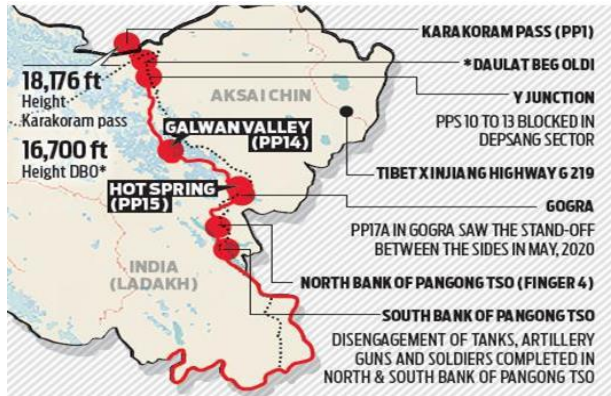 KARAKORAM PASS (PP1)
*DAULAT BEG OLDI
18,176 ft
Height
Karakoram pass
AKSAI CHIN
Y JUNCTION
PPS 10 TO 13 BLOCKED IN
DEPSANG SECTOR
GALWAN VALLEY
(PP14)
16,700 ft
Height DBO*
TIBET XINJIANG HIGHWAY G 219
HOT SPRING
(PP15)
GOGRA
PP17A IN GOGRA SAW THE STAND-OFF
BETWEEN THE SIDES IN MAY, 2020
INDIA
(LADAKH)
NORTH BANK OF PANGONG TSO (FINGER 4)
SOUTH BANK OF PANGONG TSO
DISENGAGEMENT OF TANKS, ARTILLERY
GUNS AND SOLDIERS COMPLETED IN
NORTH & SOUTH BANK OF PANGONG TSO